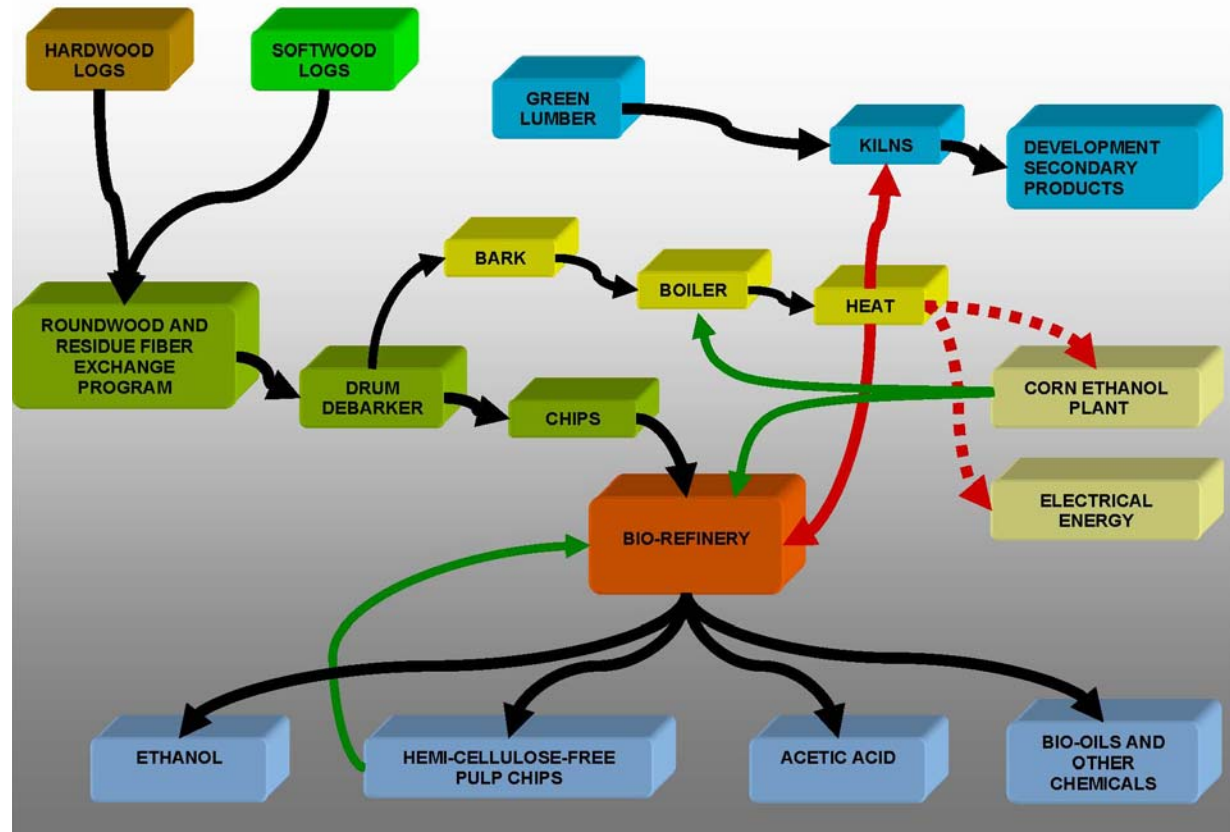 HARDWOOD
LOGS
SOFTWOOD
LOGS
GREEN
LUMBER
KILNS
DEVELOPMENT
SECONDARY
PRODUCTS
BARK
BOILER
HEAT
ROUNDWOOD AND
RESIDUE FIBER
EXCHANGE
PROGRAM
DRUM
DEBARKER
CHIPS
CORN ETHANOL
PLANT
ELECTRICAL
ENERGY
BIO-REFINERY
ETHANOL
HEMI-CELLULOSE-FREE
PULP CHIPS
ACETIC ACID
BIO-OILS AND
OTHER
CHEMICALS